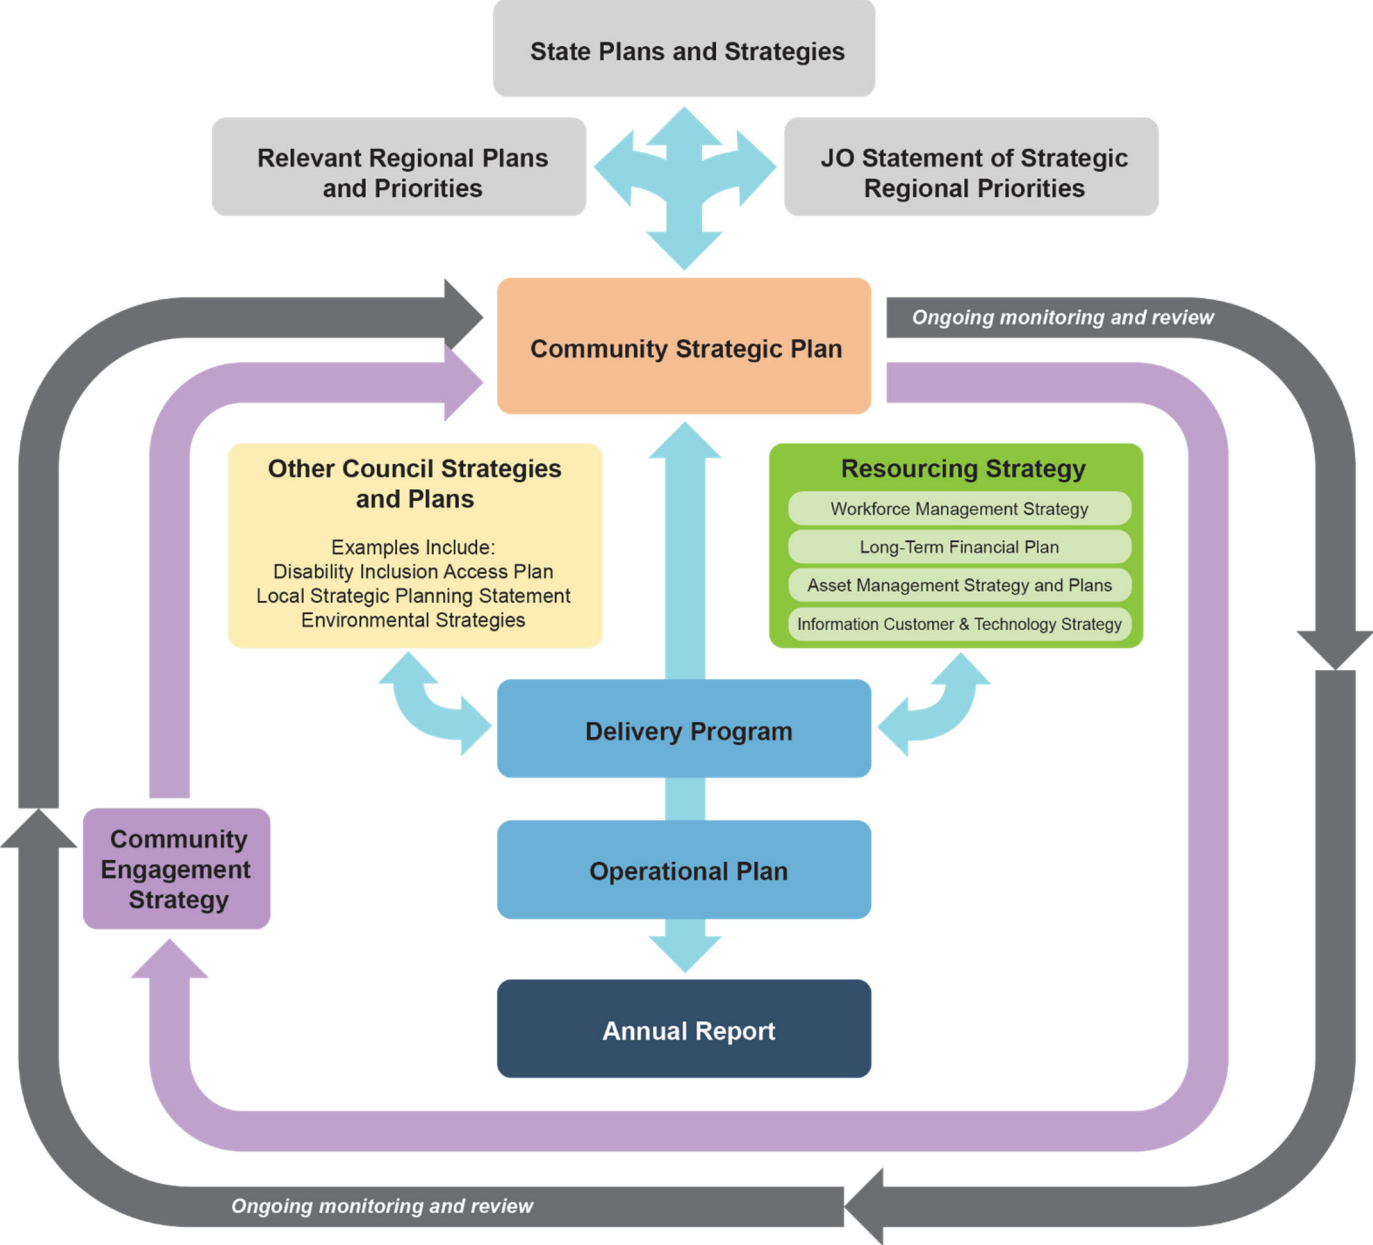 State Plans and Strategies
Relevant Regional Plans
and Priorities
JO Statement of Strategic
Regional Priorities
Community Strategic Plan
Ongoing monitoring and review
Other Council Strategies
and Plans
Examples Include:
Disability Inclusion Access Plan
Local Strategic Planning Statement
Environmental Strategies
Resourcing Strategy
Workforce Management Strategy
Long-Term Financial Plan
Asset Management Strategy and Plans
Information Customer & Technology Strategy
Delivery Program
Community
Engagement
Strategy
Operational Plan
Annual Report
Ongoing monitoring and review